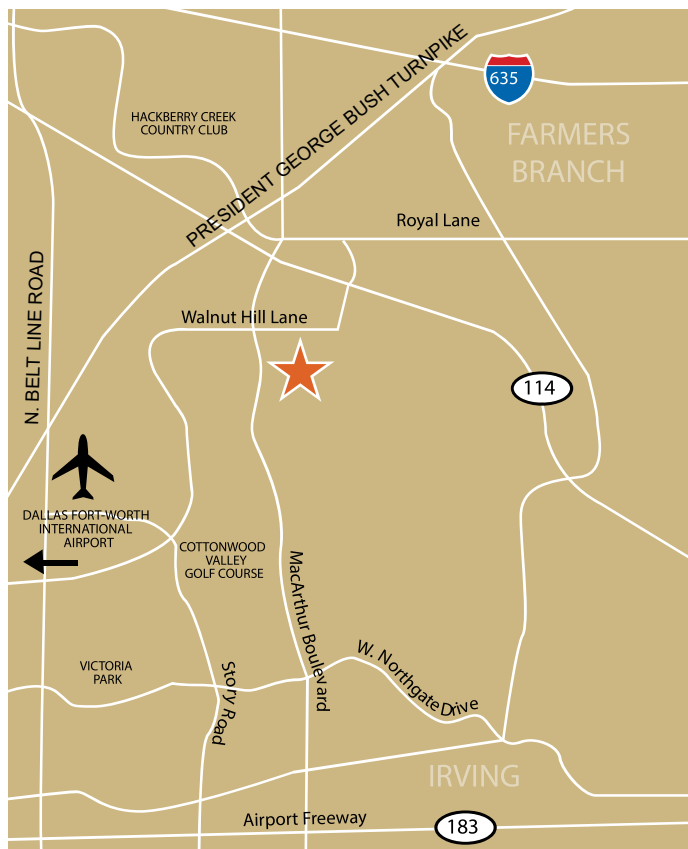 PRESIDENT GEORGE BUSH TURNPIKE
635
HACKBERRY CREEK
COUNTRY CLUB
FARMERS
BRANCH
Royal Lane
N. BELT LINE ROAD
Walnut Hill Lane
114
DALLAS FORT-WORTH
INTERNATIONAL
AIRPORT
COTTONWOOD
VALLEY
GOLF COURSE
MacArthur Boulevard
VICTORIA
PARK
Story Road
W. Northgate Drive
IRVING
Airport Freeway
183